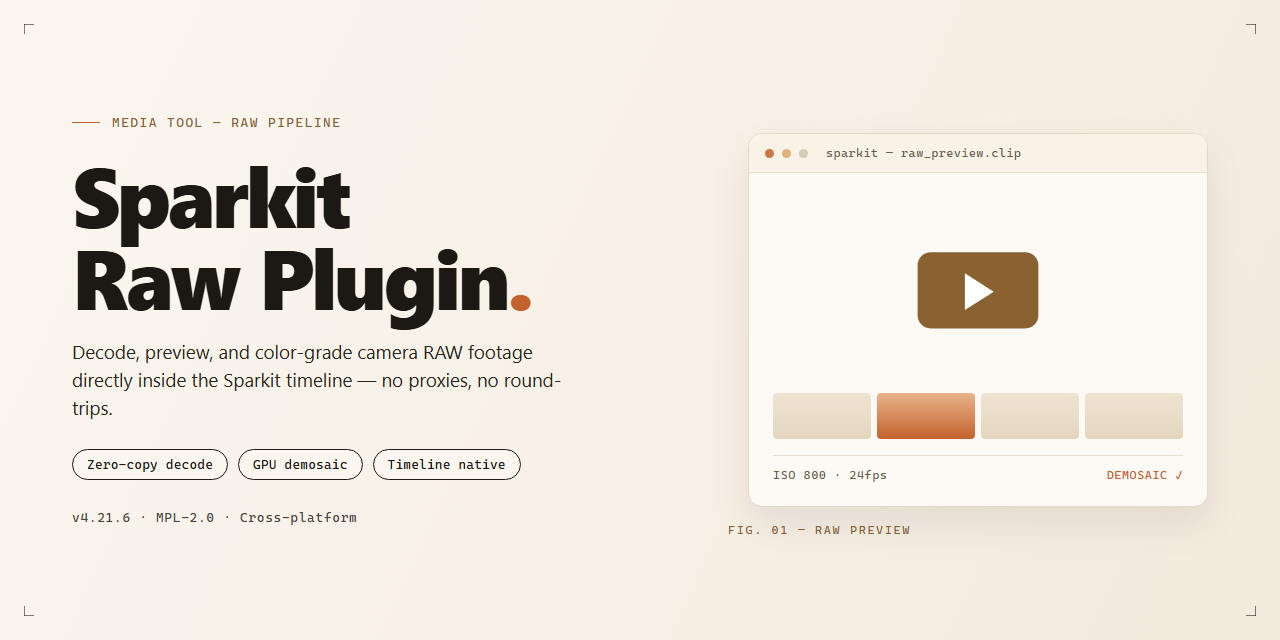 MEDIA TOOL — RAW PIPELINE
Sparkit
Raw Plugin.
Decode, preview, and color-grade camera RAW footage
directly inside the Sparkit timeline — no proxies, no round-
trips.
Zero-copy decode
GPU demosaic
Timeline native
v4.21.6 · MPL-2.0 · Cross-platform
sparkit — raw_preview.clip
ISO 800 · 24fps
DEMOSAIC ✓
FIG. 01 — RAW PREVIEW